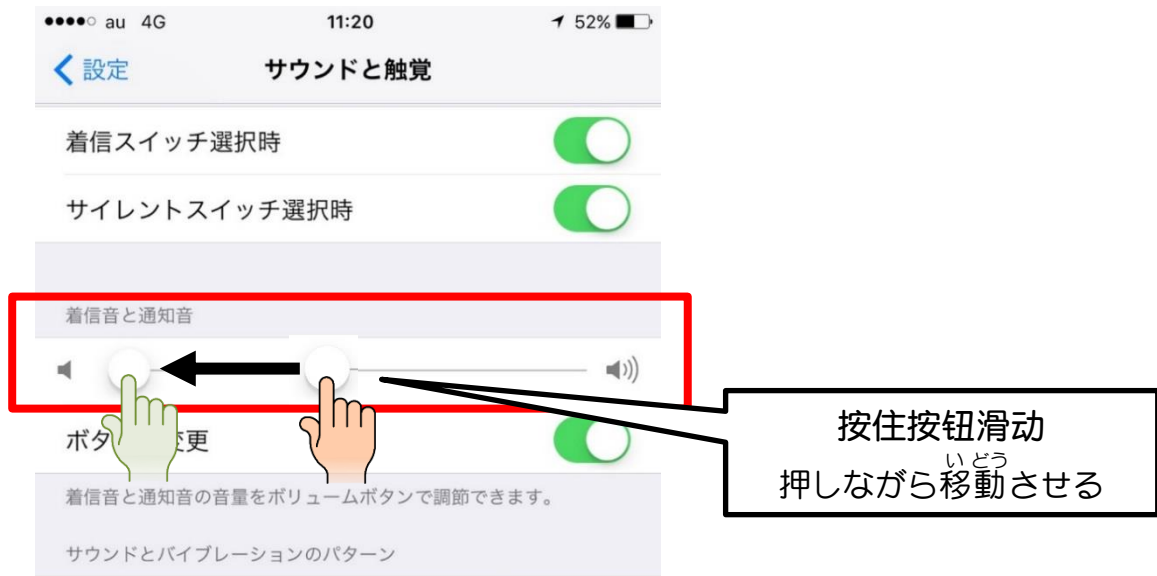 au 4G 11:20 52%
設定 サウンドと触覚
着信スイッチ選択時
サイレントスイッチ選択時
着信音と通知音
按住按钮滑动
いどう
押しながら移動させる
ボタ 変更
着信音と通知音の音量をボリュームボタンで調節できます。
サウンドとバイブレーションのパターン